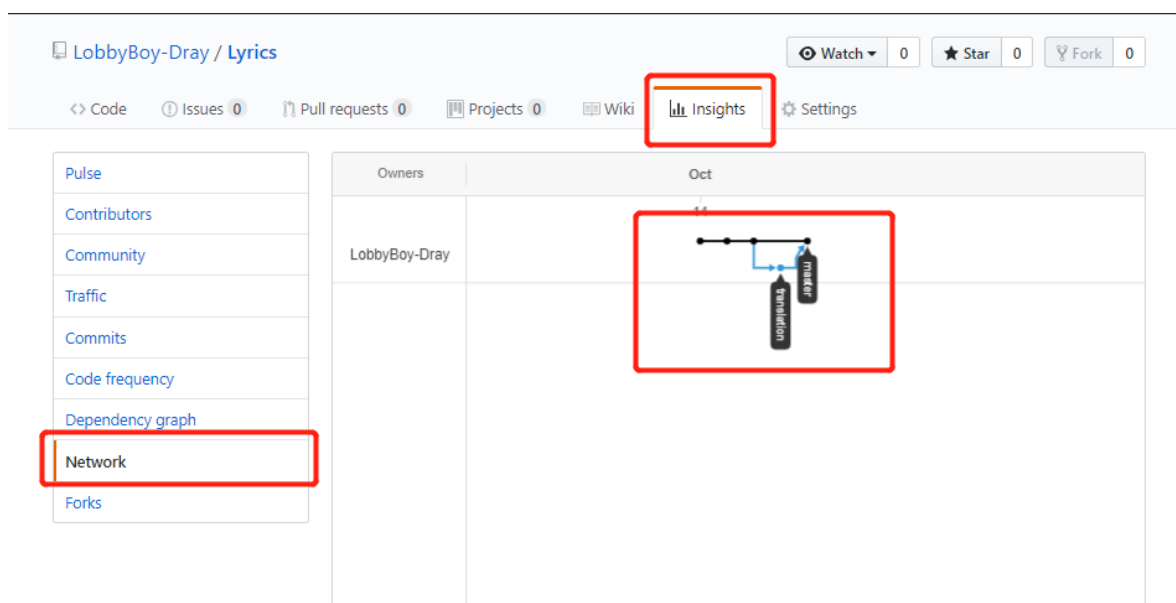 LobbyBoy-Dray / Lyrics
Watch 0 Star 0 Fork 0
Code Issues 0 Pull requests 0 Projects 0 Wiki Insights Settings
Pulse
Contributors
Community
Traffic
Commits
Code frequency
Dependency graph
Network
Forks
Owners Oct
14
LobbyBoy-Dray
master
translation